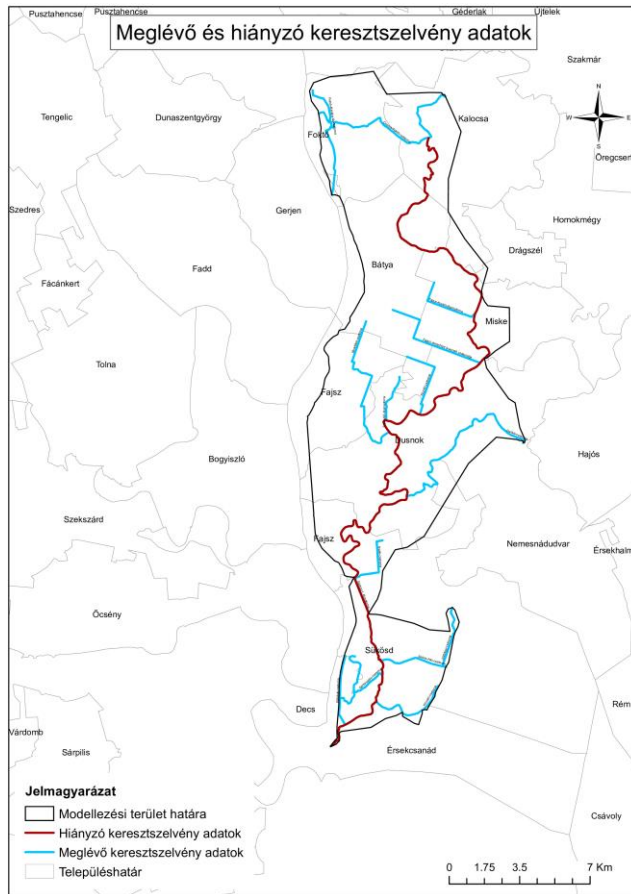 Pusztahencse
Pusztahencse
Géderlak
Újtelek
Meglévő és hiányzó keresztszelvény adatok
Szakmár
Tengelic
Dunaszentgyörgy
Kalocsa
Foktő
N
W
E
S
Szedres
Gerjen
Homokmégy
Drágszél
Bátya
Fácánkert
Fadd
Miske
Tolna
Fajsz
Dusnok
Bogyiszló
Hajós
Szekszárd
Fajsz
Nemesnádudvar
Őcsény
Sükösd
Decs
Várdomb
Sárpilis
Érsekcsanád
Csávoly
Jelmagyarázat
Modellezési terület határa
Hiányzó keresztszelvény adatok
Meglévő keresztszelvény adatok
Településhatár
0 1.75 3.5 7 Km